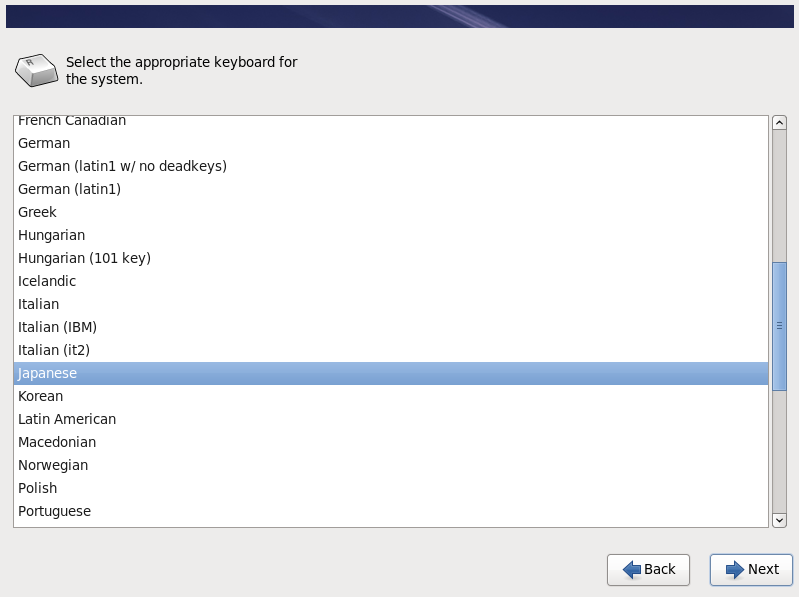 Select the appropriate keyboard for
the system.
French Canadian
German
German (latin1 w/ no deadkeys)
German (latin1)
Greek
Hungarian
Hungarian (101 key)
Icelandic
Italian
Italian (IBM)
Italian (it2)
Japanese
Korean
Latin American
Macedonian
Norwegian
Polish
Portuguese
Back
Next